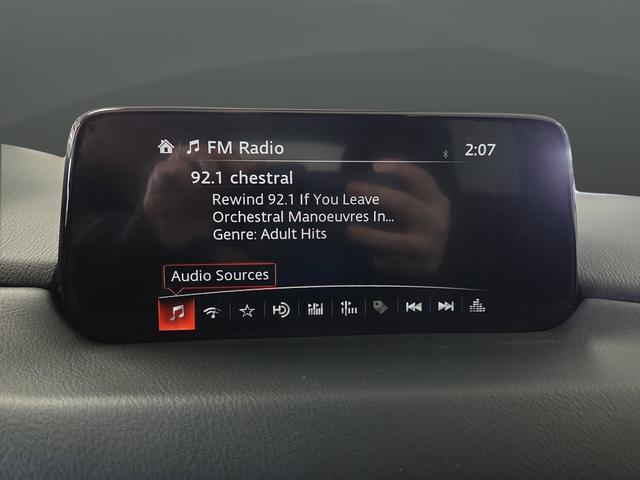 FM Radio 2:07
92.1 chestral
Rewind 92.1 If You Leave
Orchestral Manoeuvres In...
Genre: Adult Hits
Audio Sources
HD